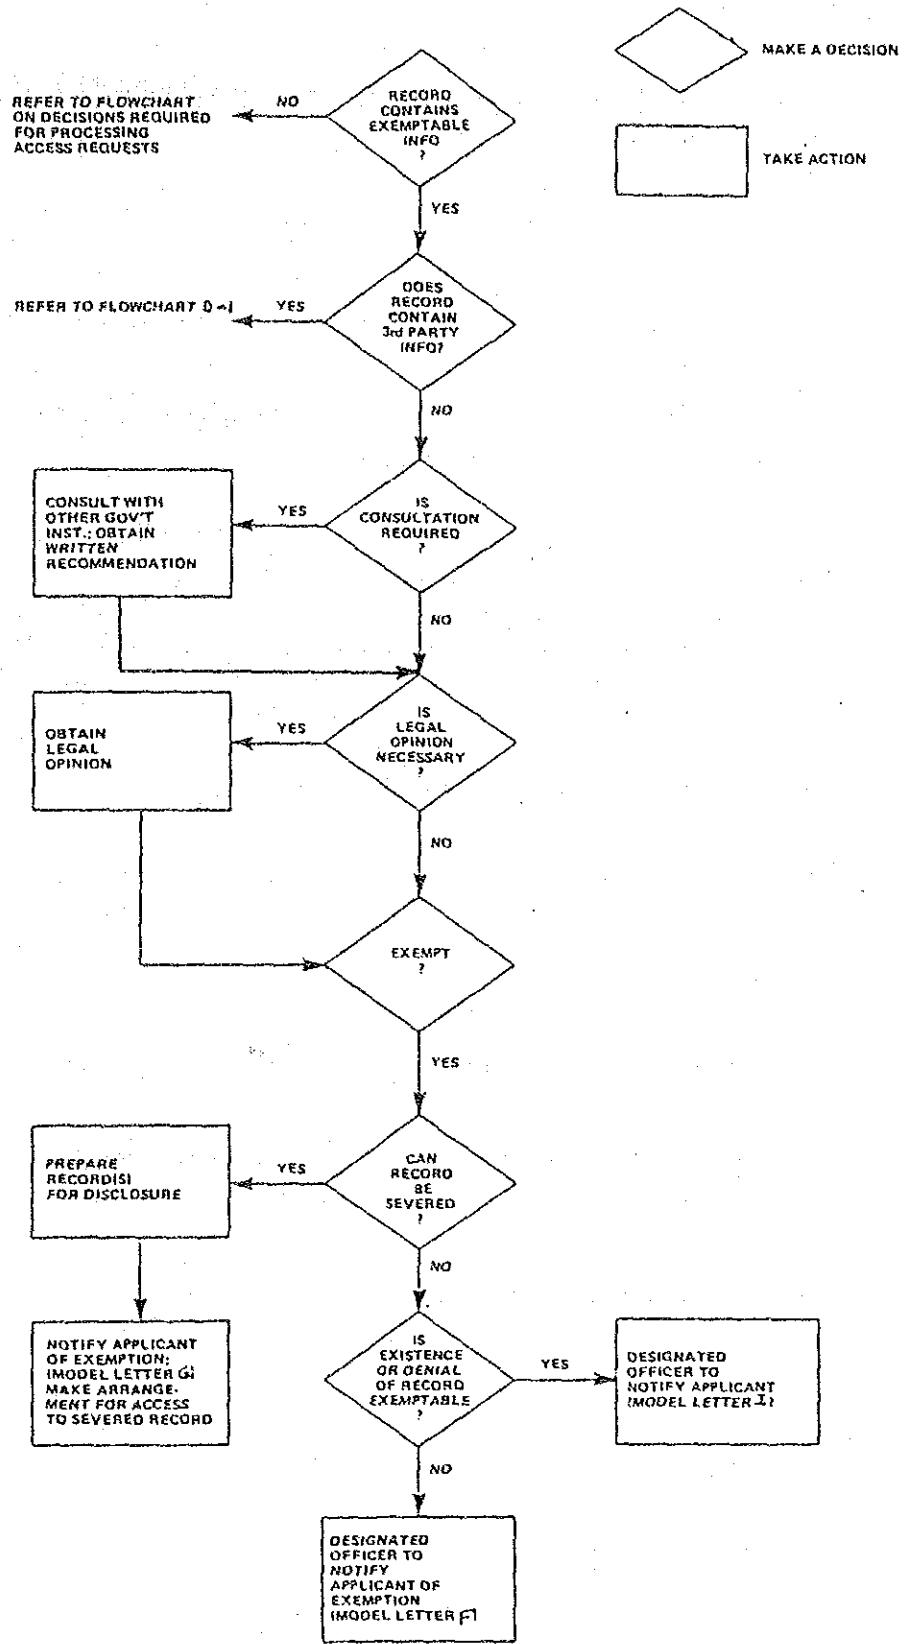 MAKE A DECISION
TAKE ACTION
RECORD
CONTAINS
EXEMPTABLE
INFO
?
NO
REFER TO FLOWCHART
ON DECISIONS REQUIRED
FOR PROCESSING
ACCESS REQUESTS
YES
DOES
RECORD
CONTAIN
3rd PARTY
INFO?
YES
REFER TO FLOWCHART
NO
IS
CONSULTATION
REQUIRED
?
YES
CONSULT WITH
OTHER GOV'T
INST.; OBTAIN
WRITTEN
RECOMMENDATION
NO
IS
LEGAL
OPINION
NECESSARY
?
YES
OBTAIN
LEGAL
OPINION
NO
EXEMPT
?
YES
CAN
RECORD
BE
SEVERED
?
YES
PREPARE
RECORD(S)
FOR DISCLOSURE
NOTIFY APPLICANT
OF EXEMPTION;
(MODEL LETTER G)
MAKE ARRANGE-
MENT FOR ACCESS
TO SEVERED RECORD
NO
IS
EXISTENCE
OR DENIAL
OF RECORD
EXEMPTABLE
?
YES
DESIGNATED
OFFICER TO
NOTIFY APPLICANT
(MODEL LETTER I)
NO
DESIGNATED
OFFICER TO
NOTIFY
APPLICANT OF
EXEMPTION
(MODEL LETTER F)